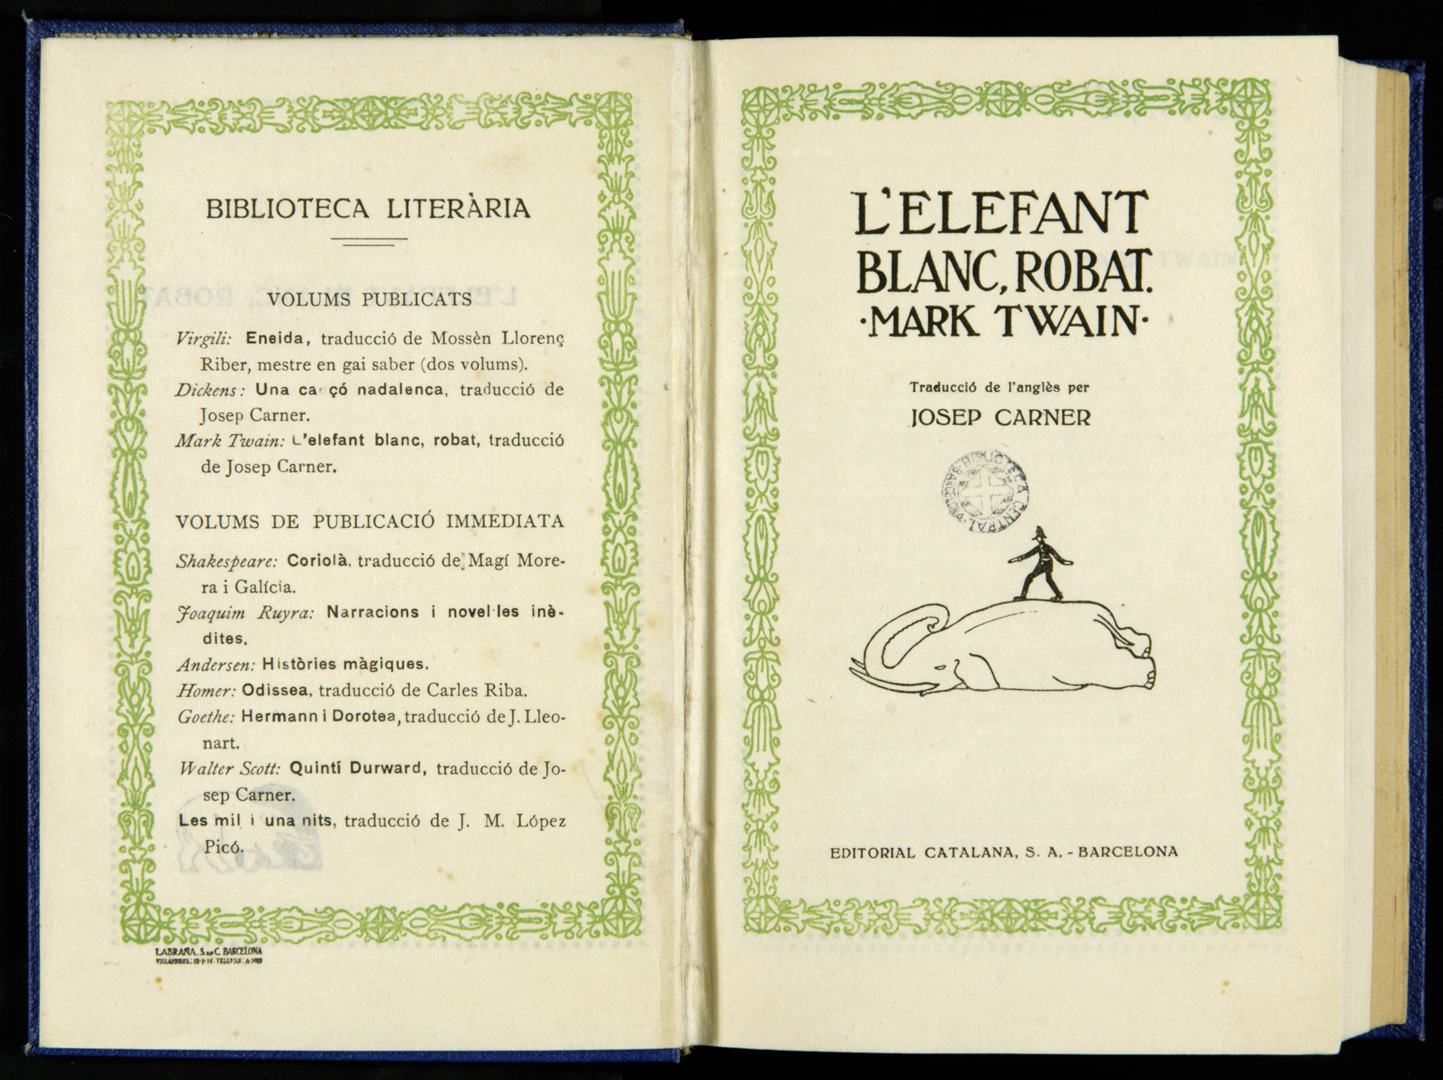 BIBLIOTECA LITERÀRIA
VOLUMS PUBLICATS
Virgili: Eneida, traducció de Mossèn Llorenç
Riber, mestre en gai saber (dos volums).
Dickens: Una ca çó nadalenca, traducció de
Josep Carner.
Mark Twain: L'elefant blanc, robat, traducció
de Josep Carner.
VOLUMS DE PUBLICACIÓ IMMEDIATA
Shakespeare: Coriolà, traducció de Magí More-
ra i Galícia.
Joaquim Ruyra: Narracions i novel·les inè-
dites.
Andersen: Històries màgiques.
Homer: Odissea, traducció de Carles Riba.
Goethe: Hermann i Dorotea, traducció de J. Lleo-
nart.
Walter Scott: Quintí Durward, traducció de Jo-
sep Carner.
Les mil i una nits, traducció de J. M. López
Picó.
BARCELONA
L'ELEFANT
BLANC, ROBAT.
·MARK TWAIN·
Traducció de l'anglès per
JOSEP CARNER
BIBLIOTECA CENTRAL
EDITORIAL CATALANA, S. A. - BARCELONA